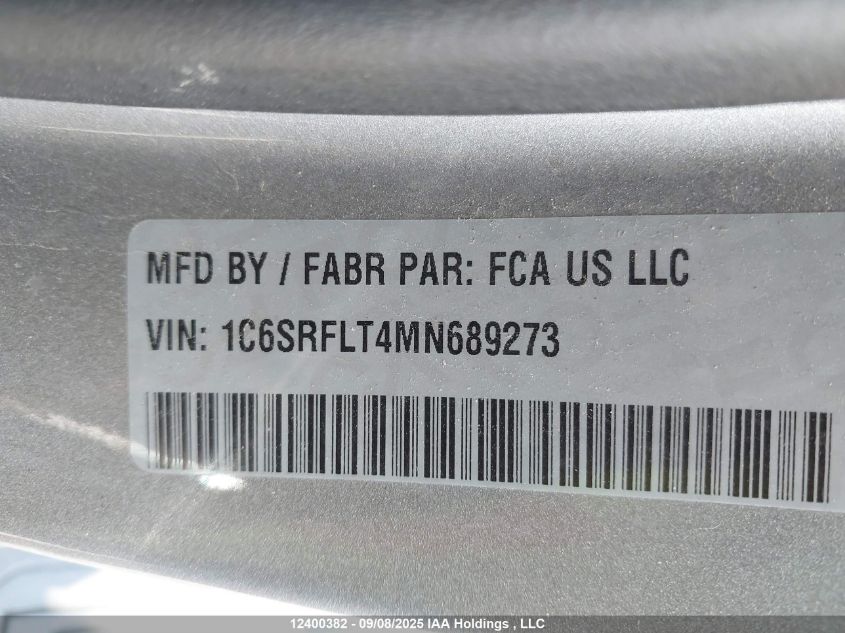 MFD BY / FABR PAR: FCA US LLC
VIN: 1C6SRFLT4MN689273
12400382 - 09/08/2025 IAA Holdings , LLC